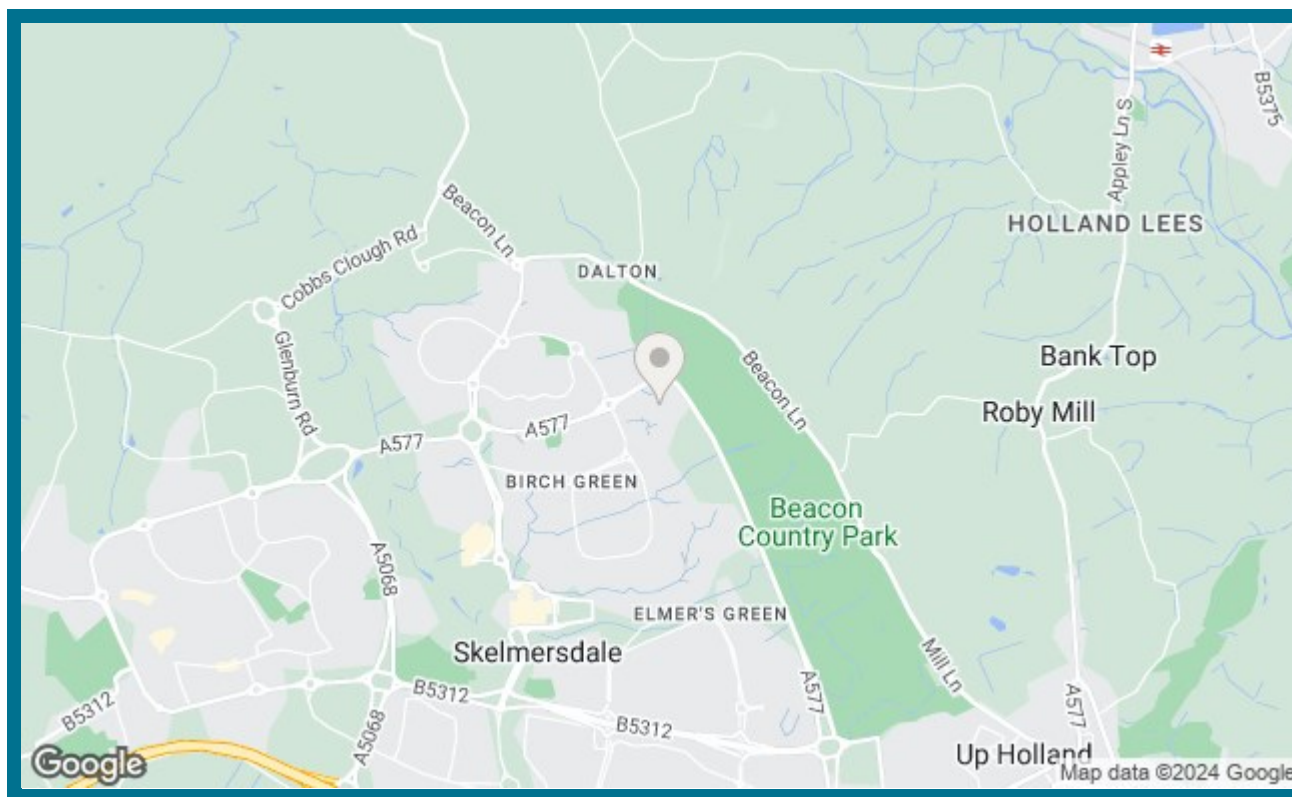 B5375
Appley Ln S
HOLLAND LEES
Beacon Ln
Cobbs Clough Rd
DALTON
Glenburn Rd
Beacon Ln
Bank Top
Roby Mill
A577
A577
BIRCH GREEN
Beacon
Country Park
A5068
ELMER'S GREEN
Skelmersdale
Mill Ln
A577
A577
B5312
B5312
B5312
A5068
Up Holland
Google
Map data ©2024 Google